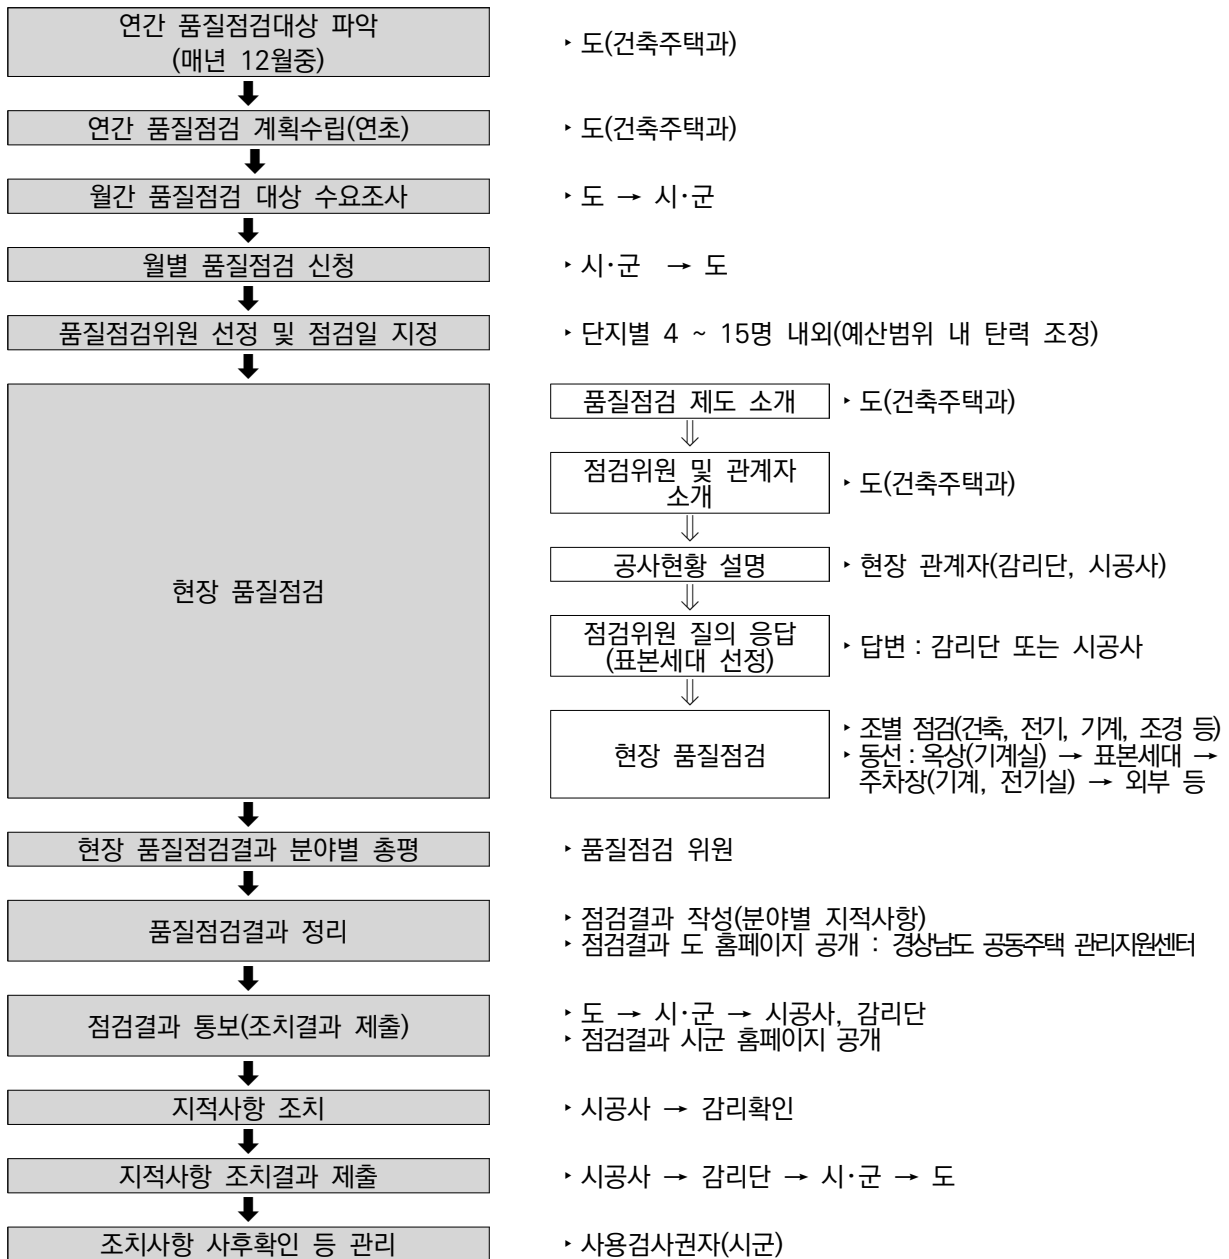 연간 품질점검대상 파악
(매년 12월중)
‣ 도(건축주택과)
연간 품질점검 계획수립(연초)
‣ 도(건축주택과)
월간 품질점검 대상 수요조사
‣ 도 → 시·군
월별 품질점검 신청
‣ 시·군 → 도
품질점검위원 선정 및 점검일 지정
‣ 단지별 4 ~ 15명 내외(예산범위 내 탄력 조정)
현장 품질점검
품질점검 제도 소개
‣ 도(건축주택과)
점검위원 및 관계자
소개
‣ 도(건축주택과)
공사현황 설명
‣ 현장 관계자(감리단, 시공사)
점검위원 질의 응답
(표본세대 선정)
‣ 답변 : 감리단 또는 시공사
현장 품질점검
‣ 조별 점검(건축, 전기, 기계, 조경 등)
‣ 동선 : 옥상(기계실) → 표본세대 →
주차장(기계, 전기실) → 외부 등
현장 품질점검결과 분야별 총평
‣ 품질점검 위원
품질점검결과 정리
‣ 점검결과 작성(분야별 지적사항)
‣ 점검결과 도 홈페이지 공개 : 경상남도 공동주택 관리지원센터
점검결과 통보(조치결과 제출)
‣ 도 → 시·군 → 시공사, 감리단
‣ 점검결과 시군 홈페이지 공개
지적사항 조치
‣ 시공사 → 감리확인
지적사항 조치결과 제출
‣ 시공사 → 감리단 → 시·군 → 도
조치사항 사후확인 등 관리
‣ 사용검사권자(시군)